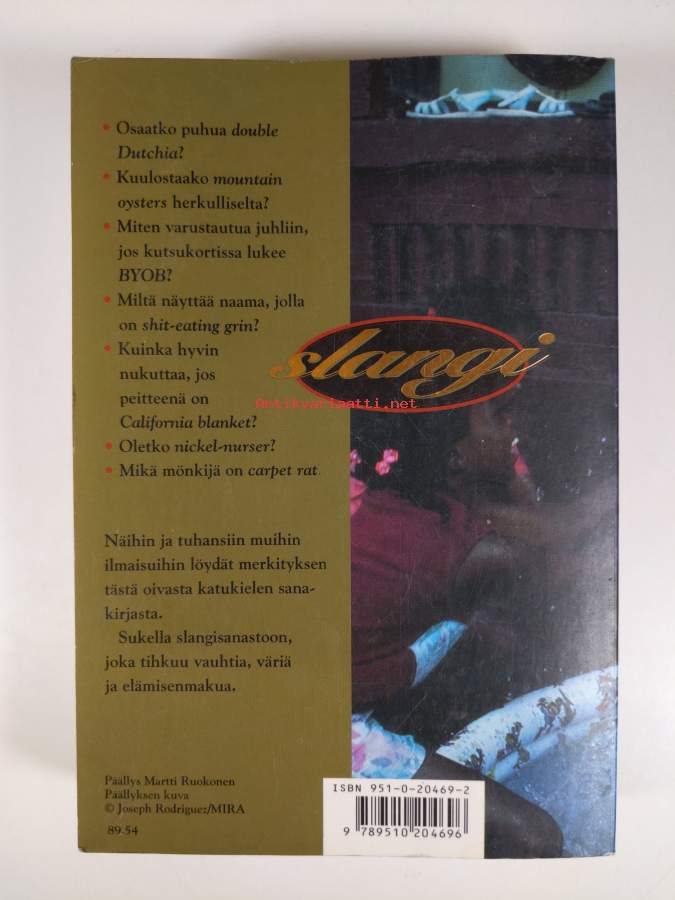 • Osaatko puhua double
Dutchia?
• Kuulostaako mountain
oysters herkulliselta?
• Miten varustautua juhliin,
jos kutsukortissa lukee
BYOB?
• Miltä näyttää naama, jolla
on shit-eating grin?
• Kuinka hyvin
nukuttaa, jos
peitteenä on
California blanket?
• Oletko nickel-nurser?
• Mikä mönkijä on carpet rat
slangi
antikvariaatti.net
Näihin ja tuhansiin muihin
ilmaisuihin löydät merkityksen
tästä oivasta katukielen sana-
kirjasta.
Sukella slangisanastoon,
joka tihkuu vauhtia, väriä
ja elämisenmakua.
Päällys Martti Ruokonen
Päällyksen kuva
© Joseph Rodriguez/MIRA
89.54
ISBN 951-0-20469-2
9 789510 204696